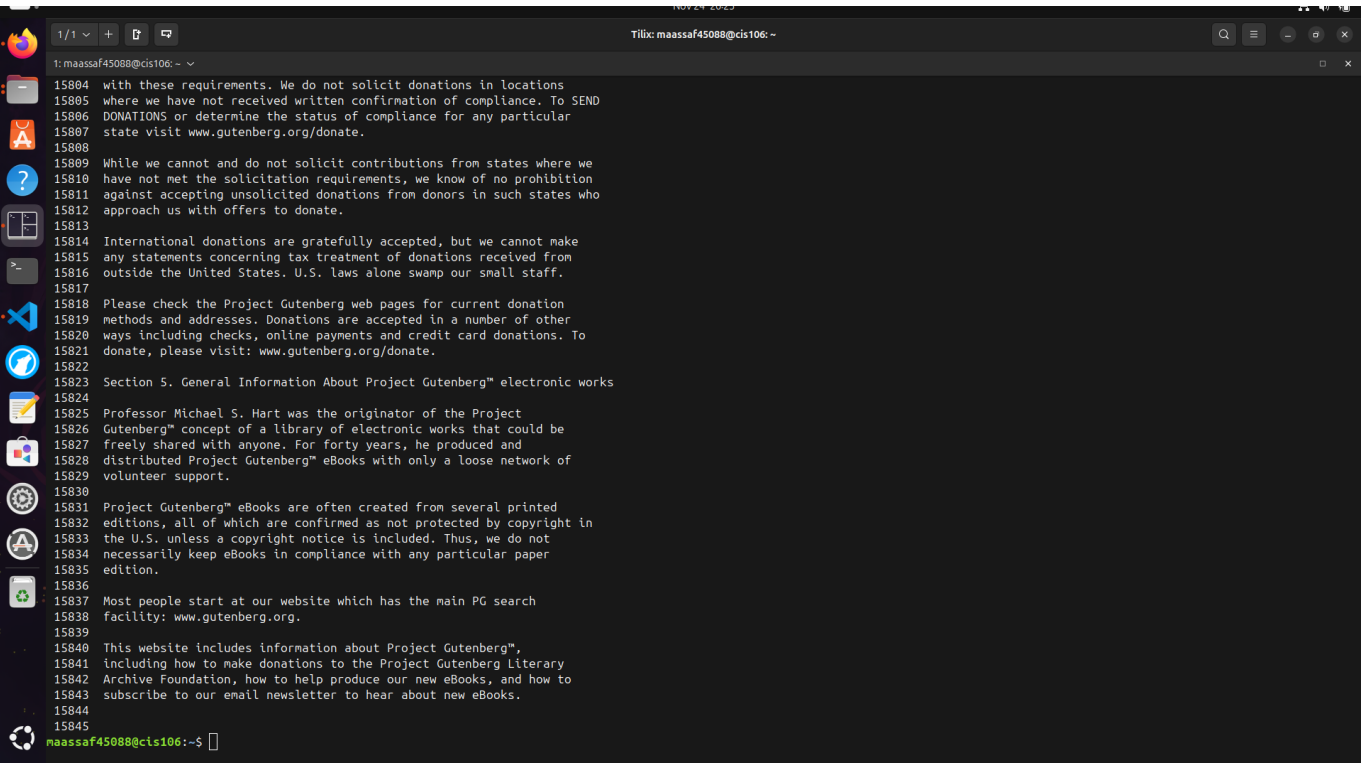 Nov 24 20:25
1/1
Tilix: maassaf45088@cis106: ~
1: maassaf45088@cis106: ~
15804 with these requirements. We do not solicit donations in locations
15805 where we have not received written confirmation of compliance. To SEND
15806 DONATIONS or determine the status of compliance for any particular
15807 state visit www.gutenberg.org/donate.
15808
15809 While we cannot and do not solicit contributions from states where we
15810 have not met the solicitation requirements, we know of no prohibition
15811 against accepting unsolicited donations from donors in such states who
15812 approach us with offers to donate.
15813
15814 International donations are gratefully accepted, but we cannot make
15815 any statements concerning tax treatment of donations received from
15816 outside the United States. U.S. laws alone swamp our small staff.
15817
15818 Please check the Project Gutenberg web pages for current donation
15819 methods and addresses. Donations are accepted in a number of other
15820 ways including checks, online payments and credit card donations. To
15821 donate, please visit: www.gutenberg.org/donate.
15822
15823 Section 5. General Information About Project Gutenberg™ electronic works
15824
15825 Professor Michael S. Hart was the originator of the Project
15826 Gutenberg™ concept of a library of electronic works that could be
15827 freely shared with anyone. For forty years, he produced and
15828 distributed Project Gutenberg™ eBooks with only a loose network of
15829 volunteer support.
15830
15831 Project Gutenberg™ eBooks are often created from several printed
15832 editions, all of which are confirmed as not protected by copyright in
15833 the U.S. unless a copyright notice is included. Thus, we do not
15834 necessarily keep eBooks in compliance with any particular paper
15835 edition.
15836
15837 Most people start at our website which has the main PG search
15838 facility: www.gutenberg.org.
15839
15840 This website includes information about Project Gutenberg™,
15841 including how to make donations to the Project Gutenberg Literary
15842 Archive Foundation, how to help produce our new eBooks, and how to
15843 subscribe to our email newsletter to hear about new eBooks.
15844
15845
maassaf45088@cis106:~$